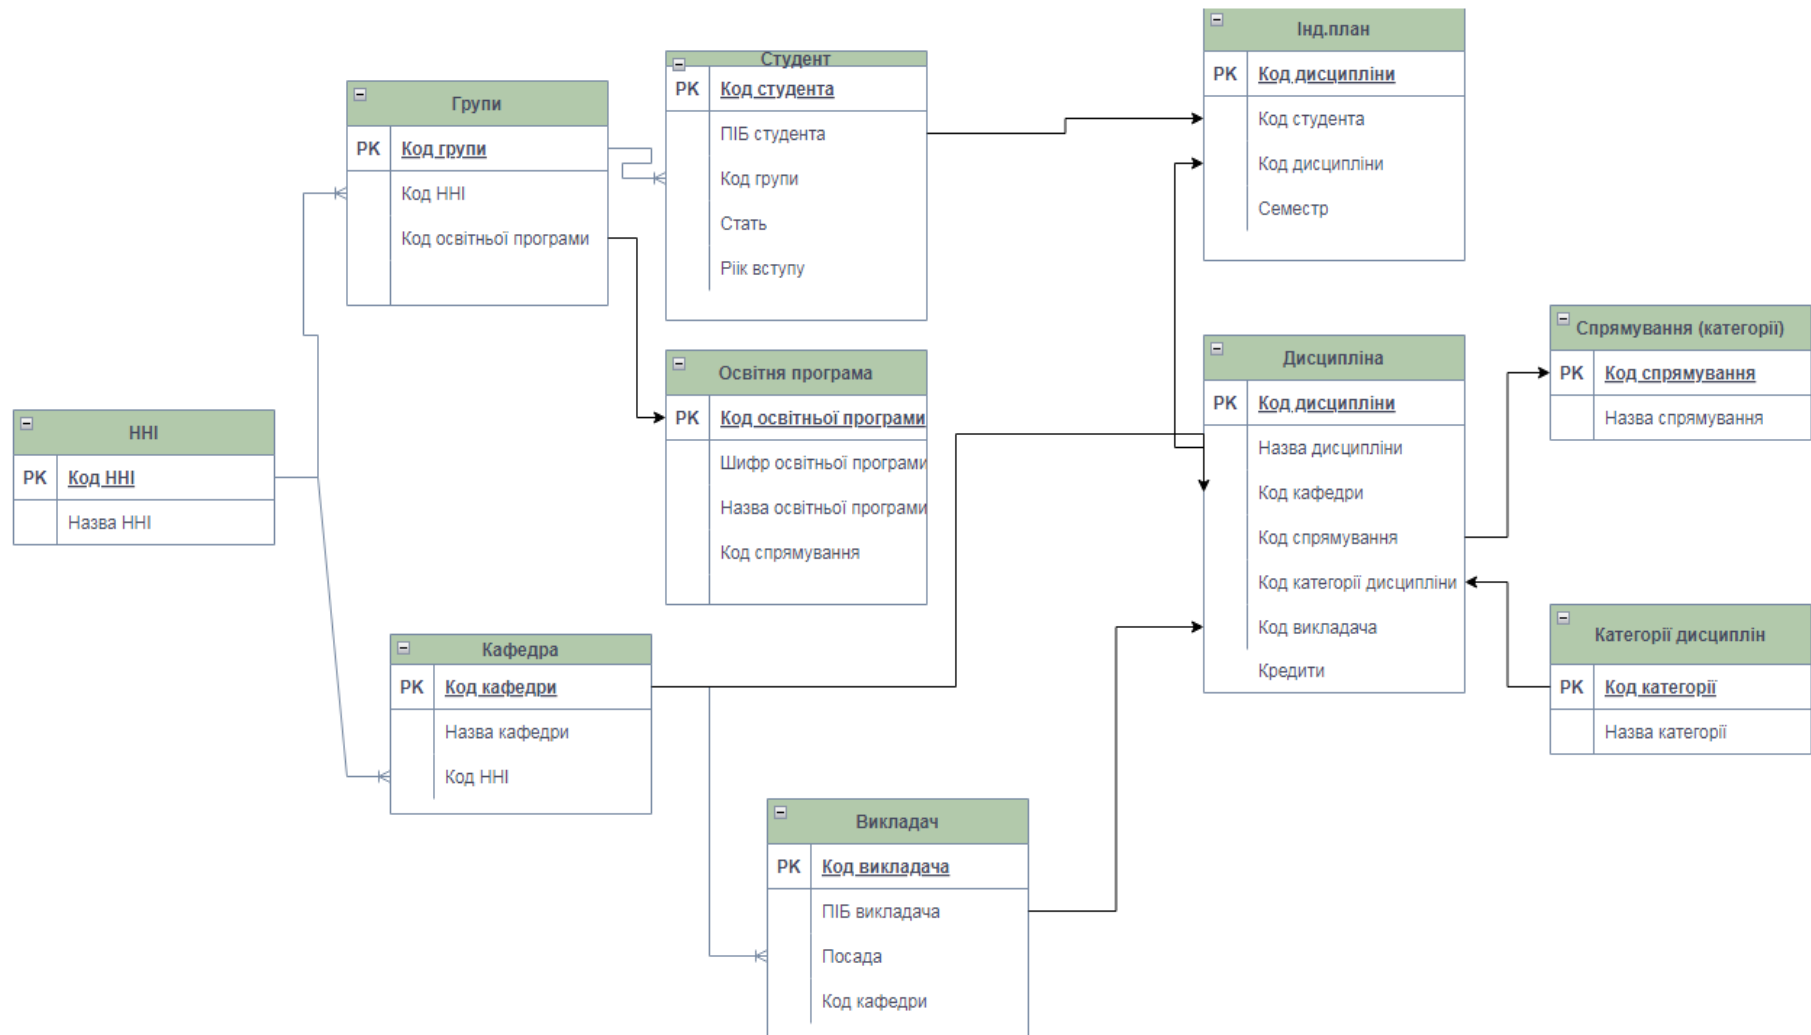 Групи
PK Код групи
Код ННІ
Код освітньої програми
Студент
PK Код студента
ПІБ студента
Код групи
Стать
Ріік вступу
Інд.план
PK Код дисципліни
Код студента
Код дисципліни
Семестр
ННІ
PK Код ННІ
Назва ННІ
Освітня програма
PK Код освітньої програми
Шифр освітньої програми
Назва освітньої програми
Код спрямування
Дисципліна
PK Код дисципліни
Назва дисципліни
Код кафедри
Код спрямування
Код категорії дисципліни
Код викладача
Кредити
Спрямування (категорії)
PK Код спрямування
Назва спрямування
Кафедра
PK Код кафедри
Назва кафедри
Код ННІ
Категорії дисциплін
PK Код категорії
Назва категорії
Викладач
PK Код викладача
ПІБ викладача
Посада
Код кафедри